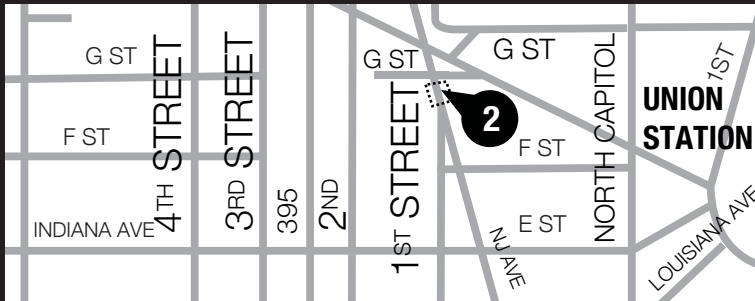 G ST
G ST
G ST
1ST
4TH STREET
3RD STREET
395
2ND
1ST STREET
2
NORTH CAPITOL
UNION
STATION
F ST
F ST
INDIANA AVE
E ST
NJ AVE
LOUISIANA AVE